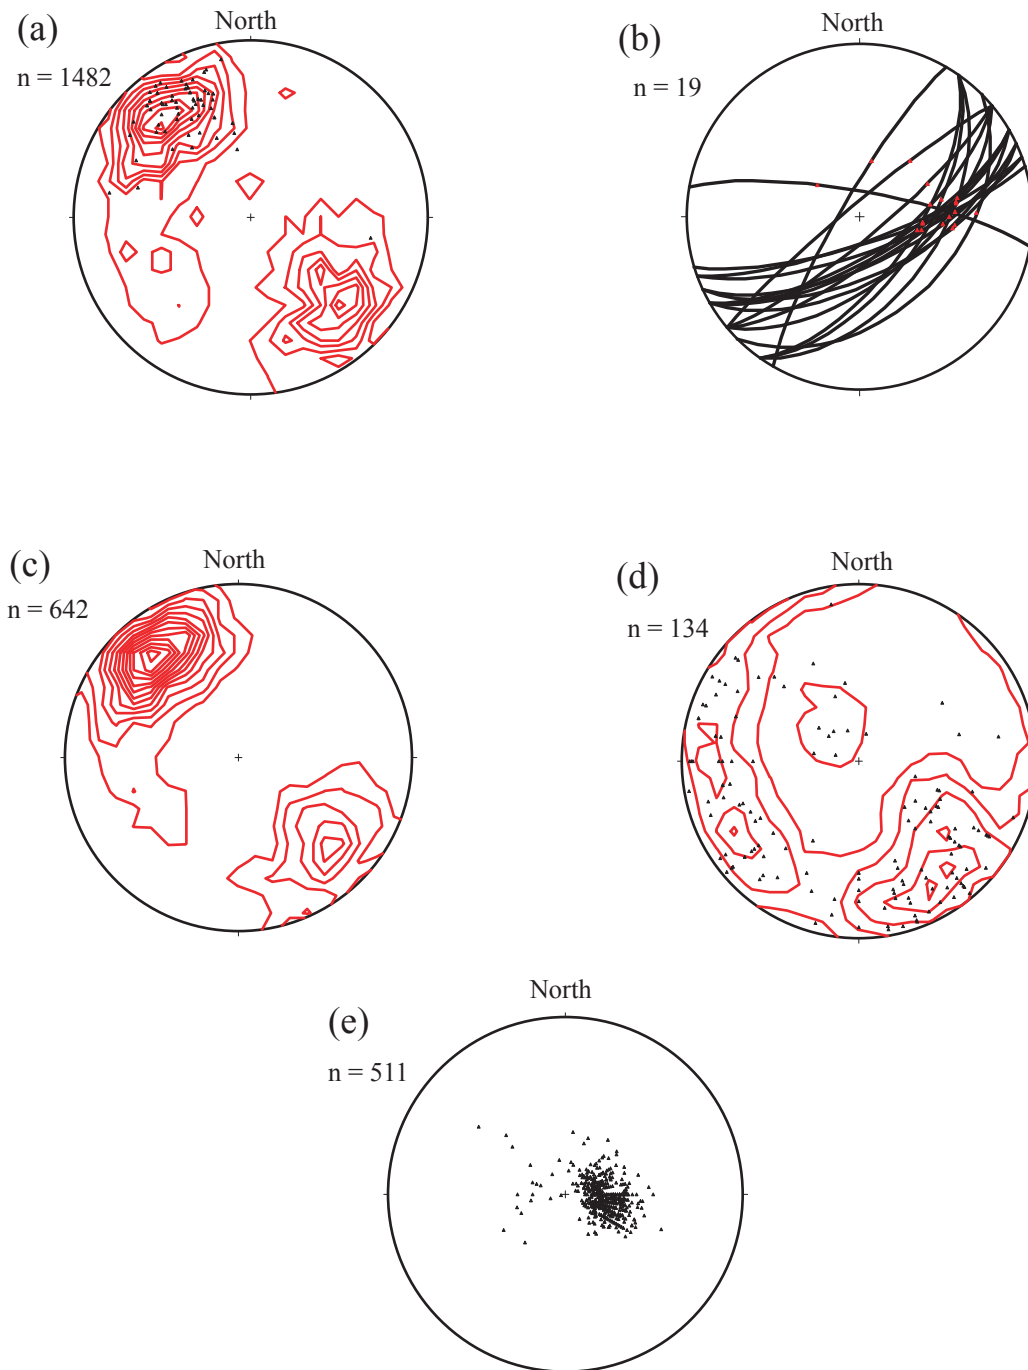 (a)
North
n = 1482
(b)
North
n = 19
(c)
North
n = 642
(d)
North
n = 134
(e)
North
n = 511